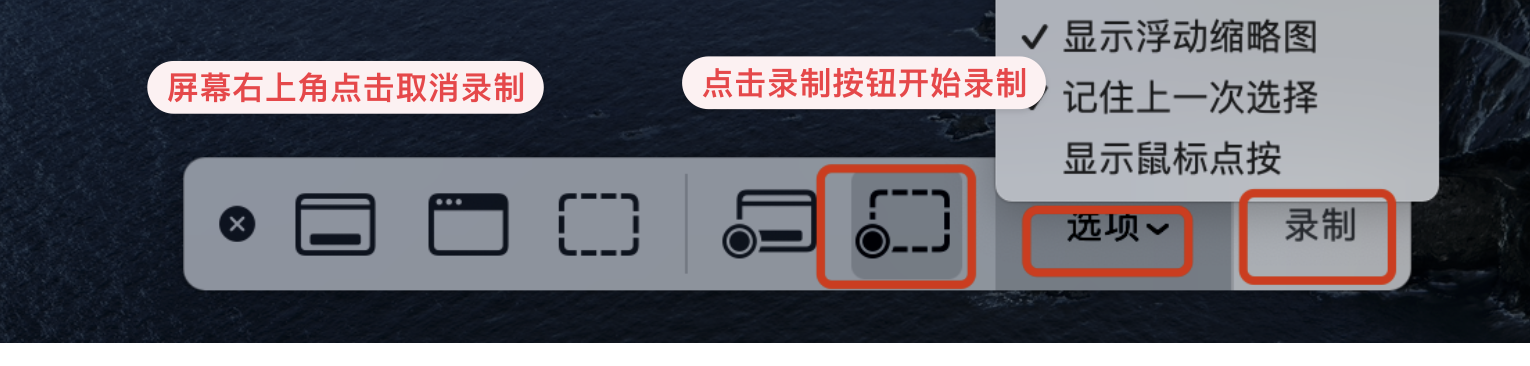 显示浮动缩略图
屏幕右上角点击取消录制
点击录制按钮开始录制
记住上一次选择
显示鼠标点按
选项
录制